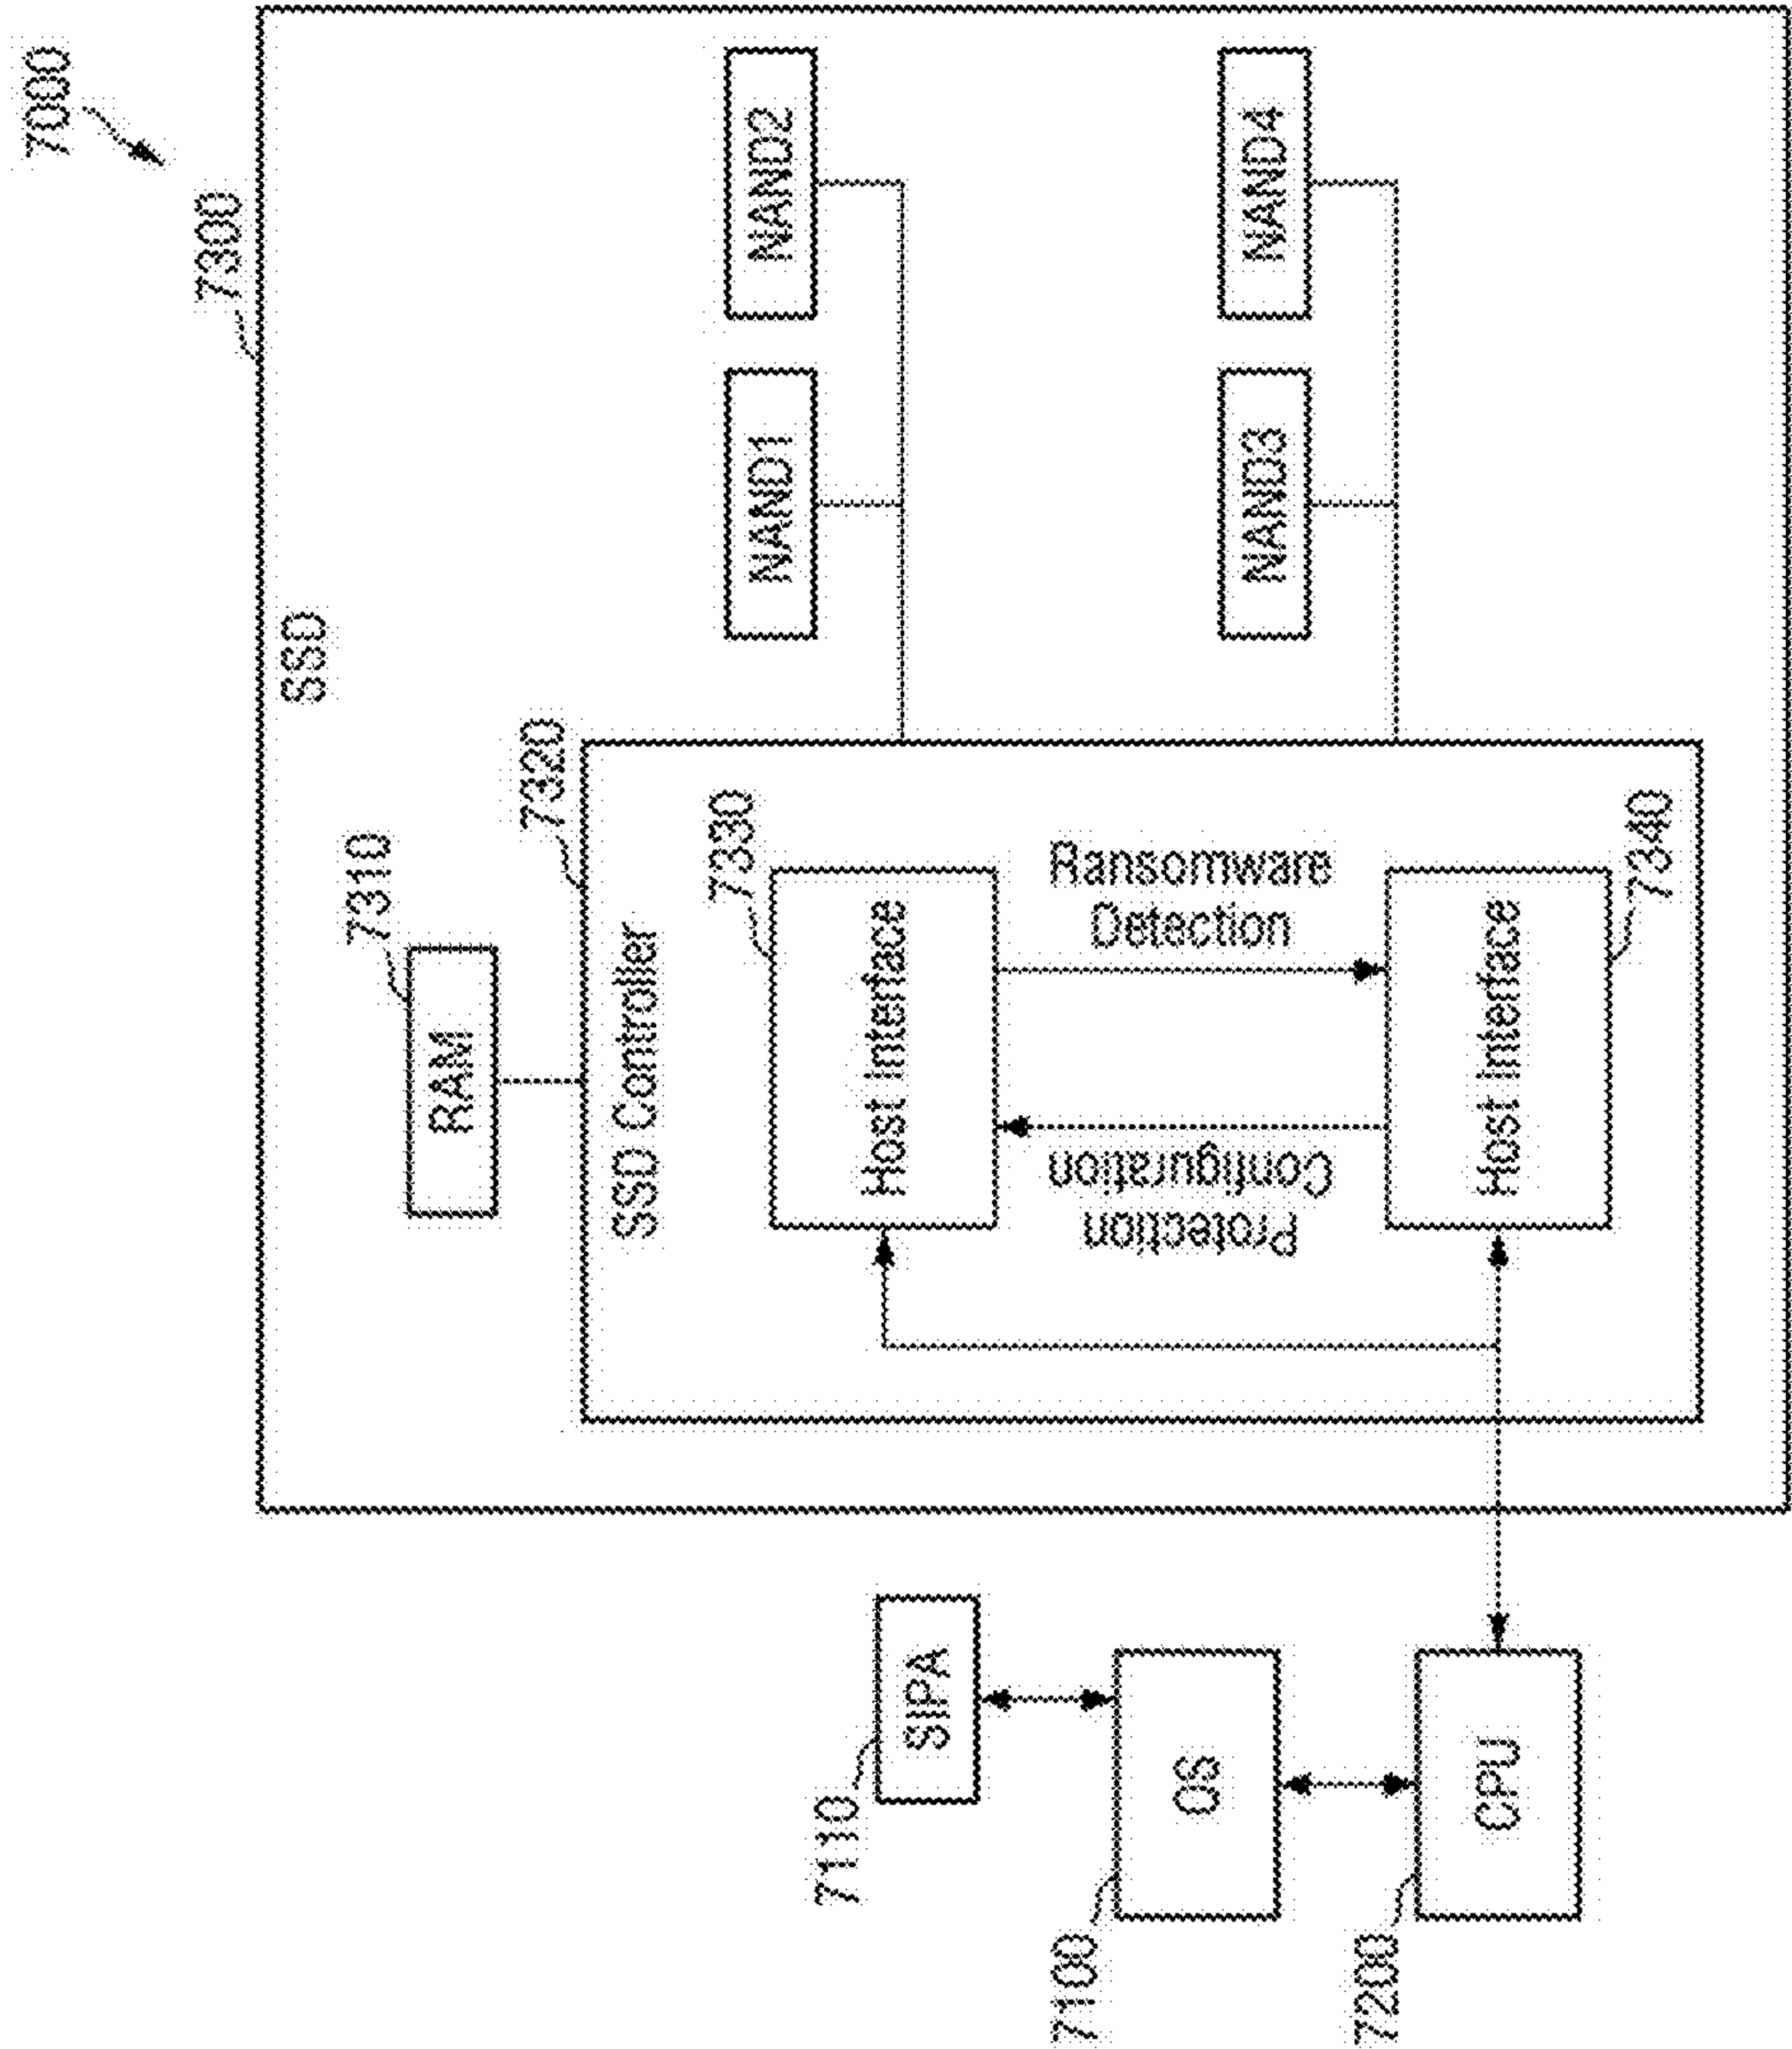 7000
7300
SSD
7310
RAM
7320
SSD Controller
7330
Host Interface
Protection
Configuration
Ransomware
Detection
Host Interface
7340
NAND1
NAND2
NAND3
NAND4
7110
SIPA
7100
OS
7200
CPU